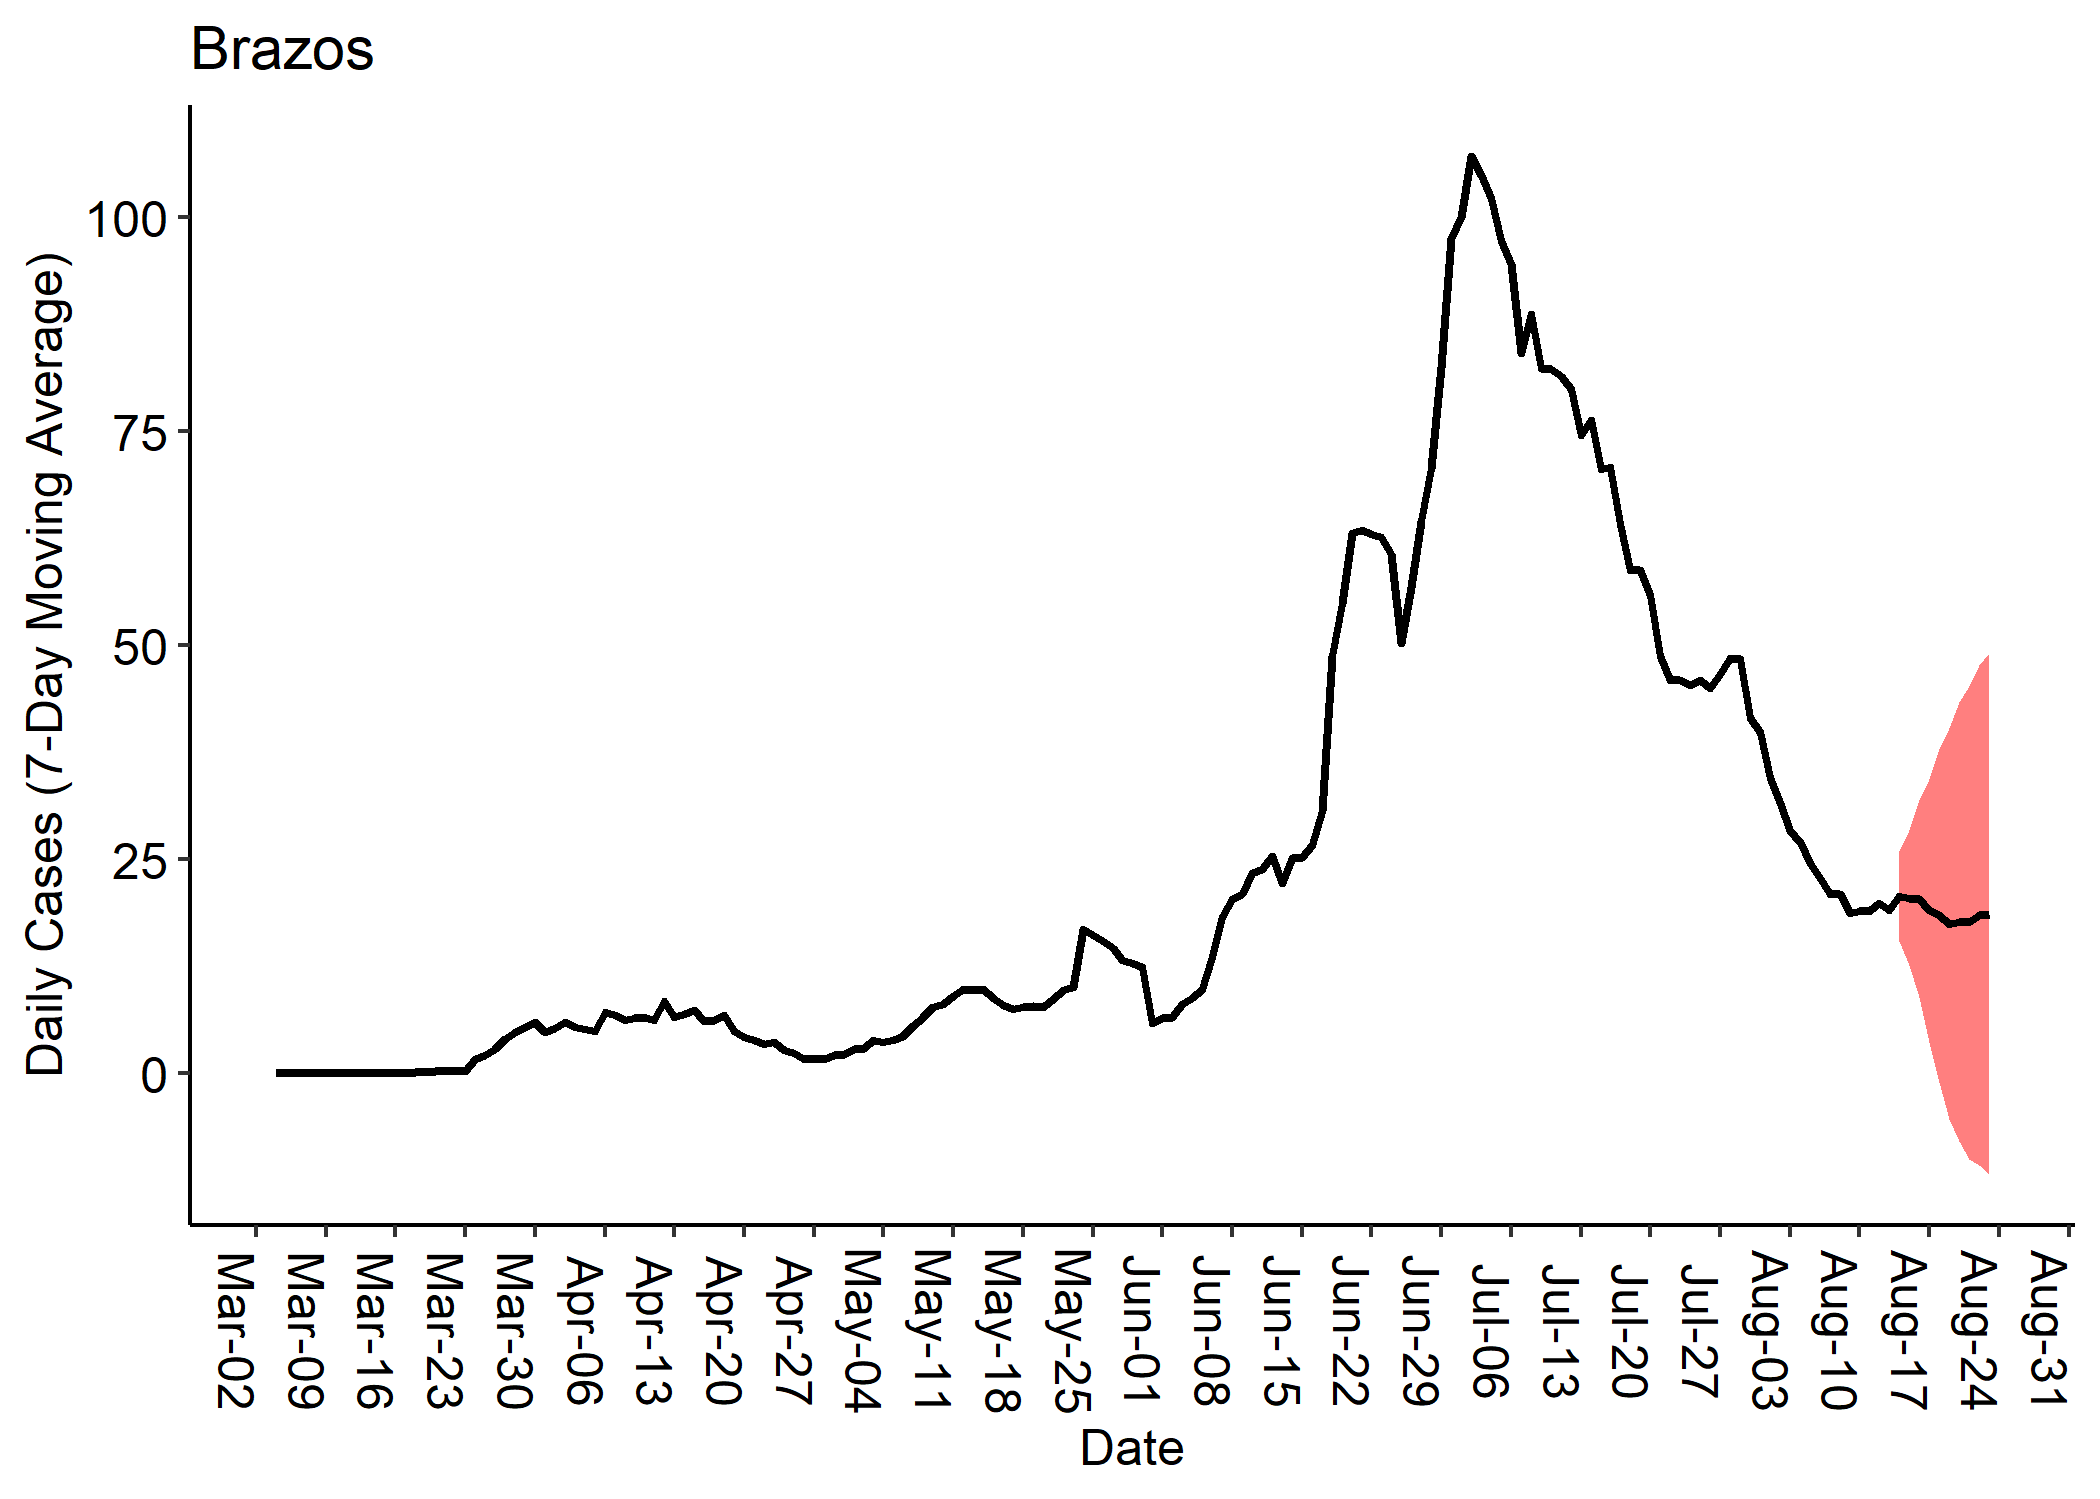 Brazos
Daily Cases (7-Day Moving Average)
100
75
50
25
0
Mar-02
Mar-09
Mar-16
Mar-23
Mar-30
Apr-06
Apr-13
Apr-20
Apr-27
May-04
May-11
May-18
May-25
Jun-01
Jun-08
Jun-15
Jun-22
Jun-29
Jul-06
Jul-13
Jul-20
Jul-27
Aug-03
Aug-10
Aug-17
Aug-24
Aug-31
Date